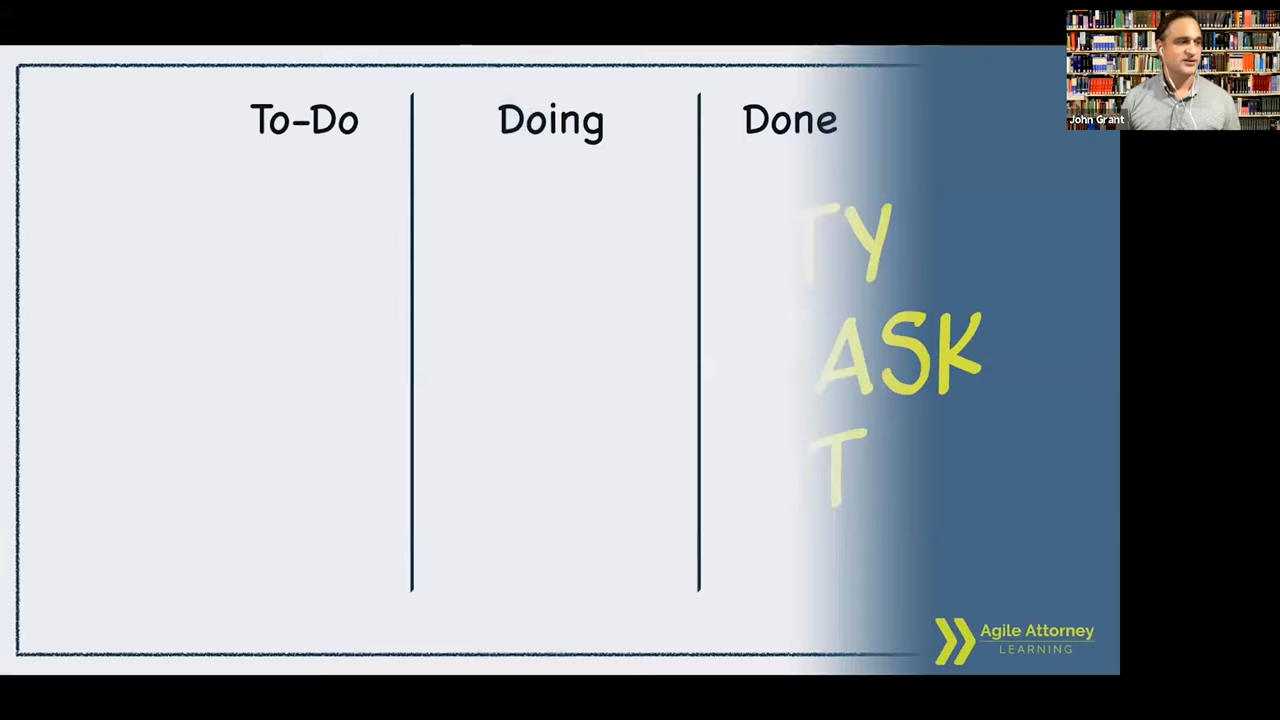 John Grant
To-Do Doing Done
TY
ASK
T
Agile Attorney
LEARNING